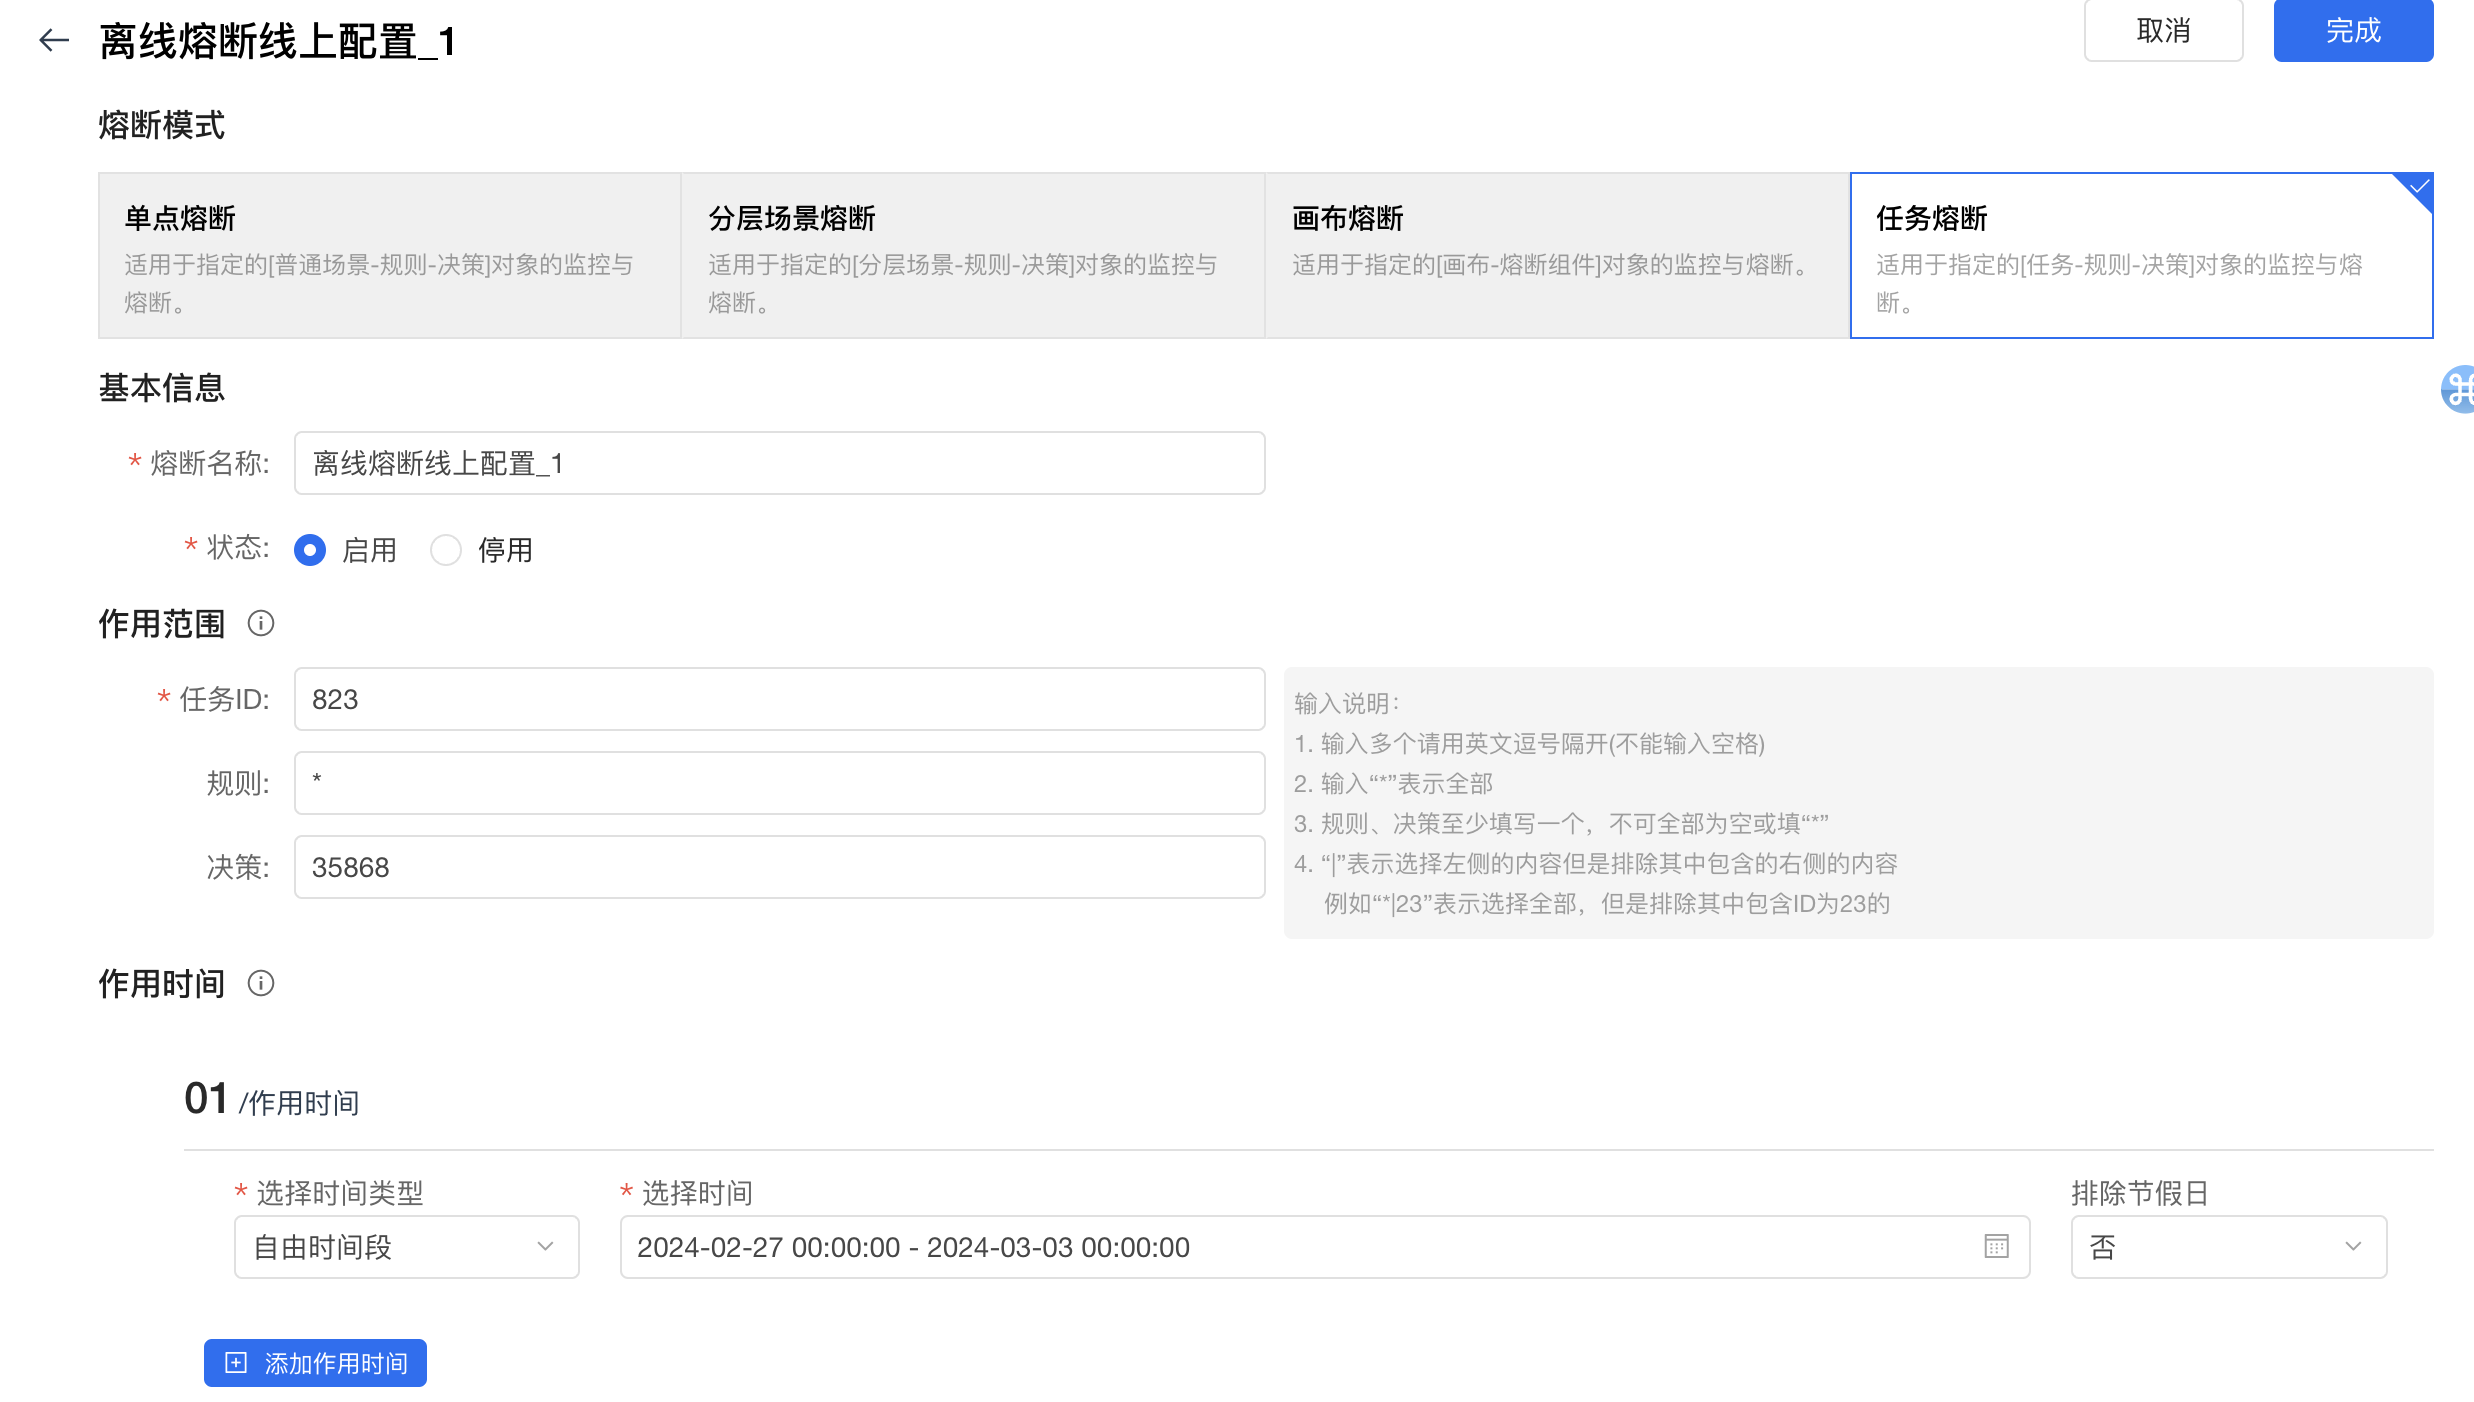 离线熔断线上配置_1
取消
完成
熔断模式
单点熔断
适用于指定的[普通场景-规则-决策]对象的监控与
熔断。
分层场景熔断
适用于指定的[分层场景-规则-决策]对象的监控与
熔断。
画布熔断
适用于指定的[画布-熔断组件]对象的监控与熔断。
任务熔断
适用于指定的[任务-规则-决策]对象的监控与熔
断。
基本信息
* 熔断名称:
离线熔断线上配置_1
* 状态:
启用
停用
作用范围
* 任务ID:
823
规则:
*
决策:
35868
输入说明：
1. 输入多个请用英文逗号隔开(不能输入空格)
2. 输入“*”表示全部
3. 规则、决策至少填写一个，不可全部为空或填“*”
4. “|”表示选择左侧的内容但是排除其中包含的右侧的内容
例如“*|23”表示选择全部，但是排除其中包含ID为23的
作用时间
01 /作用时间
* 选择时间类型
* 选择时间
排除节假日
自由时间段
2024-02-27 00:00:00 - 2024-03-03 00:00:00
否
添加作用时间